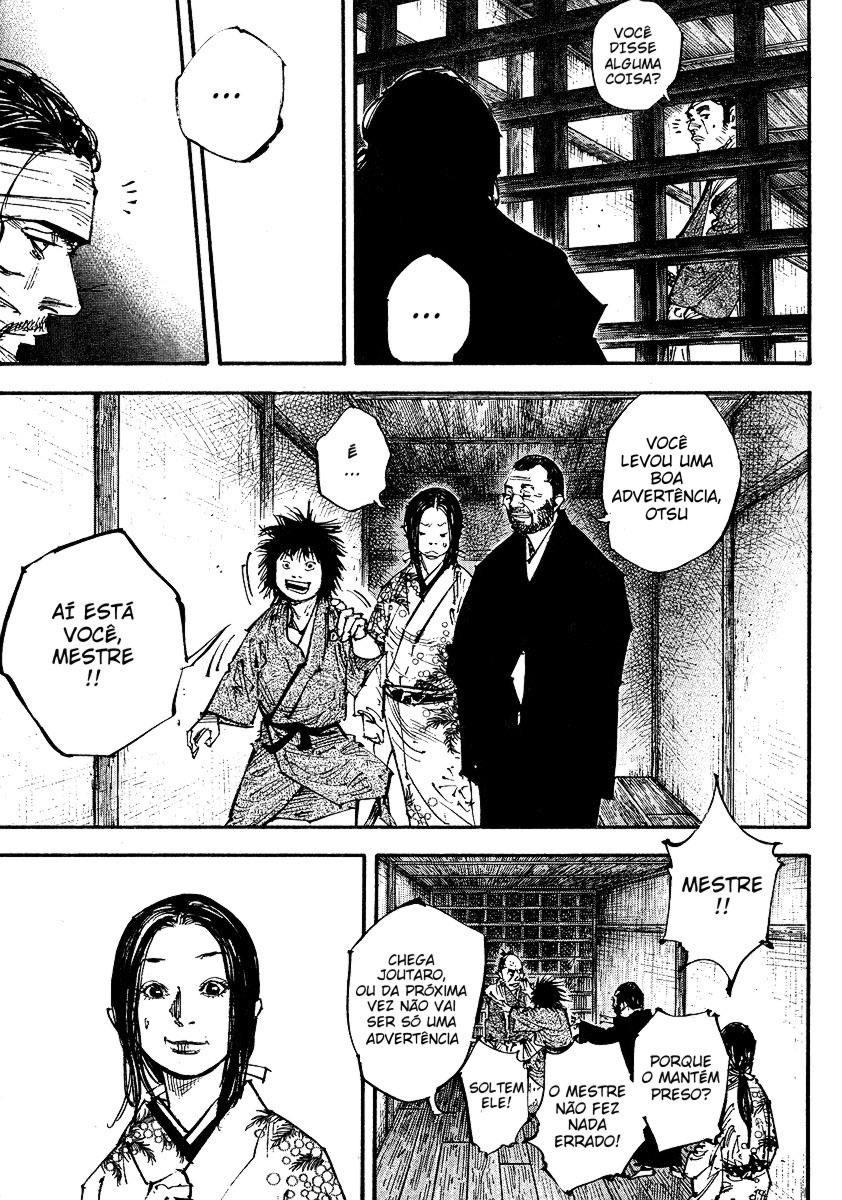 VOCÊ
DISSE
ALGUMA
COISA?
...
...
VOCÊ
LEVOU UMA
BOA
ADVERTÊNCIA,
OTSU
É
...
AÍ ESTÁ
VOCÊ,
MESTRE
!!
MESTRE
!!
PORQUE
O MANTÉM
PRESO?
O MESTRE
NÃO FEZ
NADA
ERRADO!
SOLTEM
ELE!
CHEGA
JOUTARO,
OU DA PRÓXIMA
VEZ NÃO VAI
SER SÓ UMA
ADVERTÊNCIA